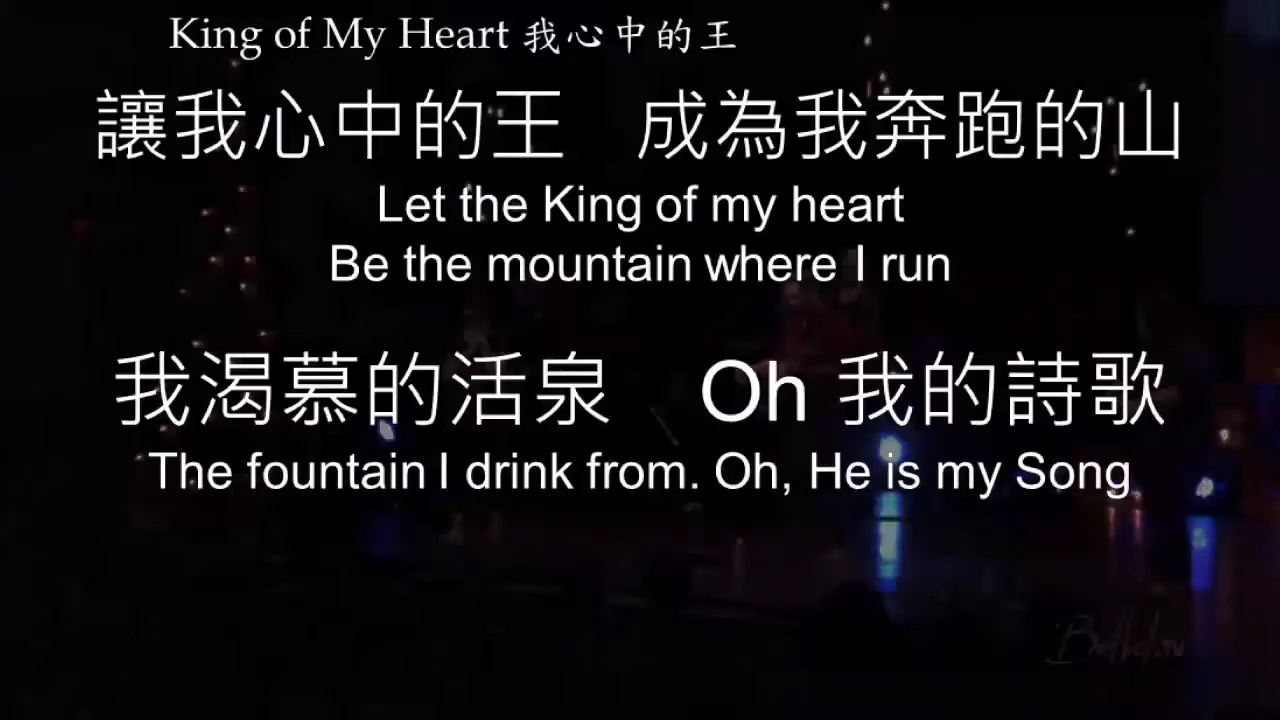 King of My Heart 我心中的王
讓我心中的王 成為我奔跑的山
Let the King of my heart
Be the mountain where I run
我渴慕的活泉 Oh 我的詩歌
The fountain I drink from. Oh, He is my Song
Bethel.TV